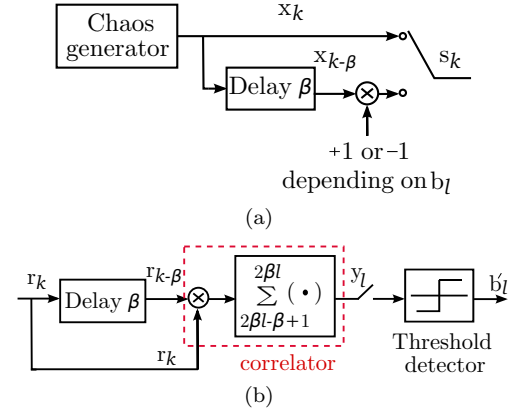 Chaos
generator
x_k
Delay β
x_{k-β}
s_k
+1 or −1
depending on b_l
(a)
r_k
Delay β
r_{k-β}
r_k
2βl
∑ (•)
2βl-β+1
correlator
y_l
Threshold
detector
b'_l
(b)